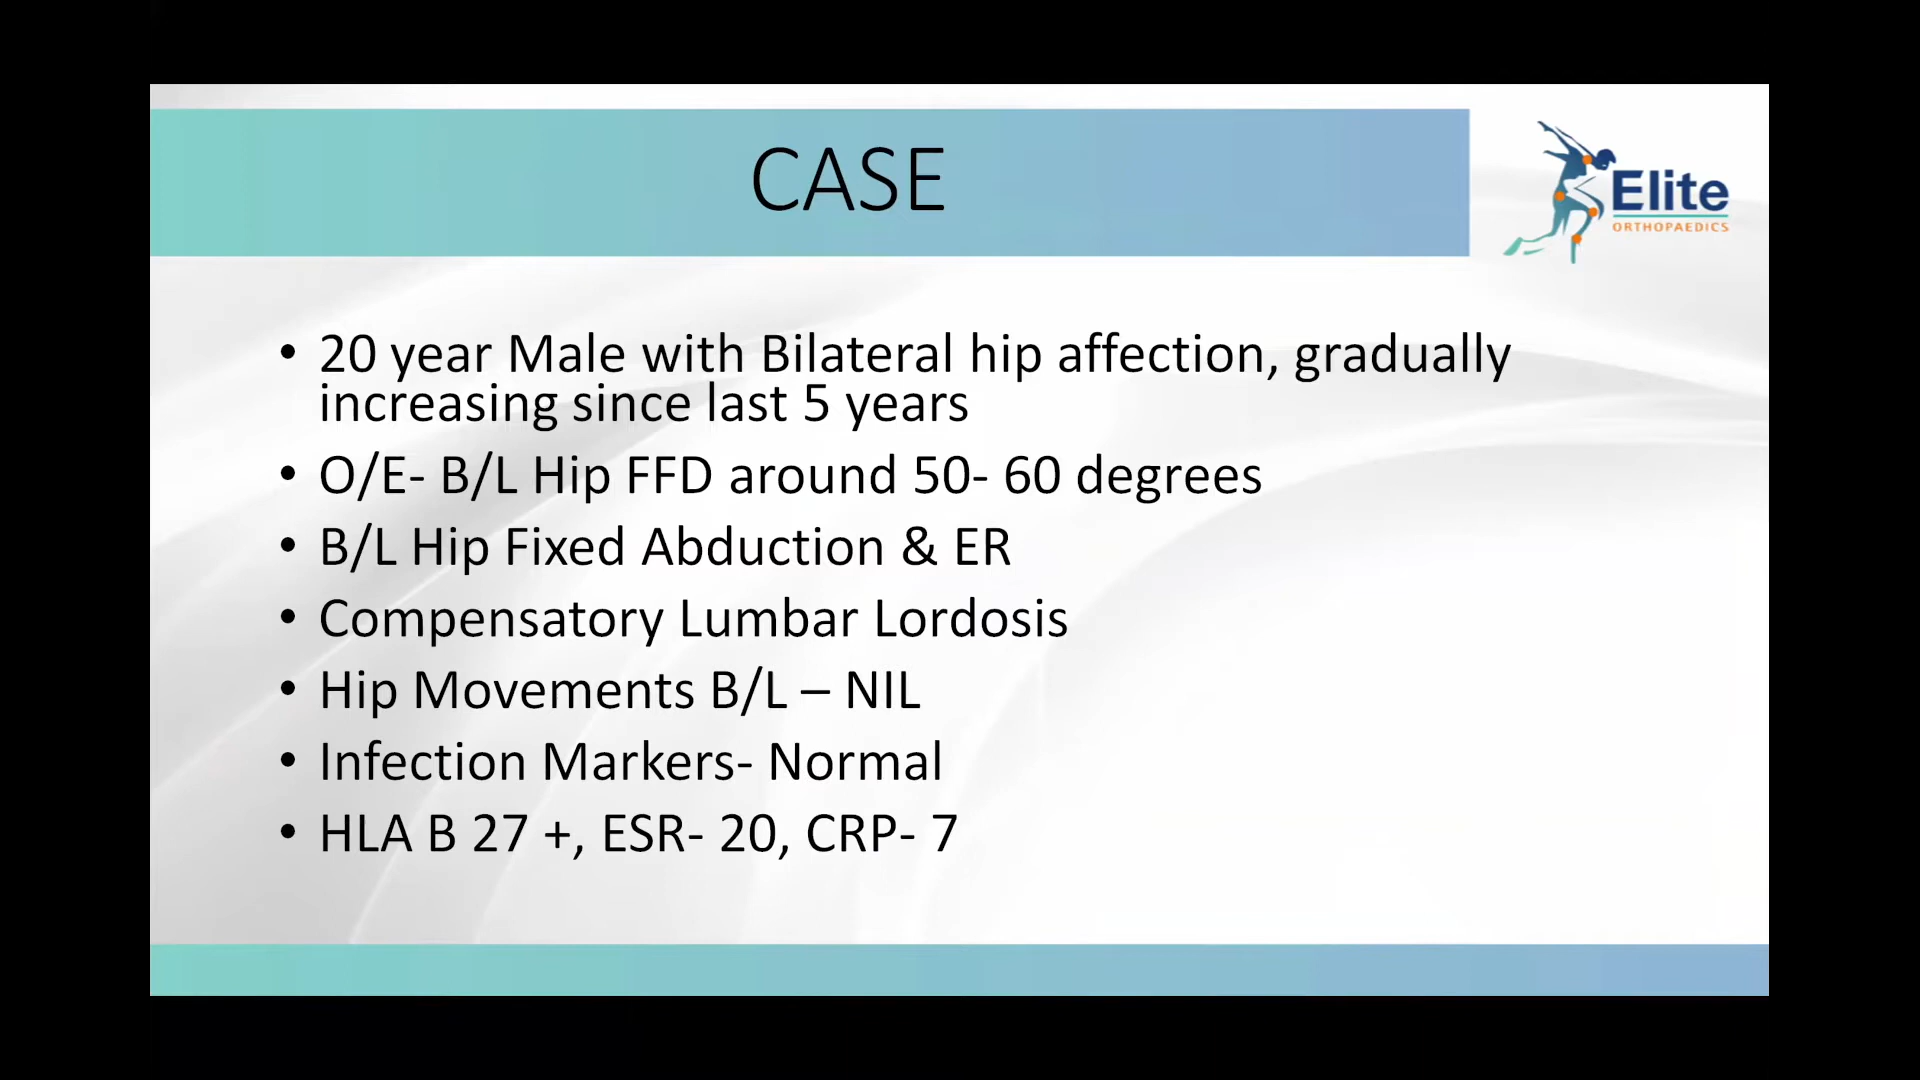 CASE
Elite
ORTHOPAEDICS
• 20 year Male with Bilateral hip affection, gradually
increasing since last 5 years
• O/E- B/L Hip FFD around 50- 60 degrees
• B/L Hip Fixed Abduction & ER
• Compensatory Lumbar Lordosis
• Hip Movements B/L – NIL
• Infection Markers- Normal
• HLA B 27 +, ESR- 20, CRP- 7